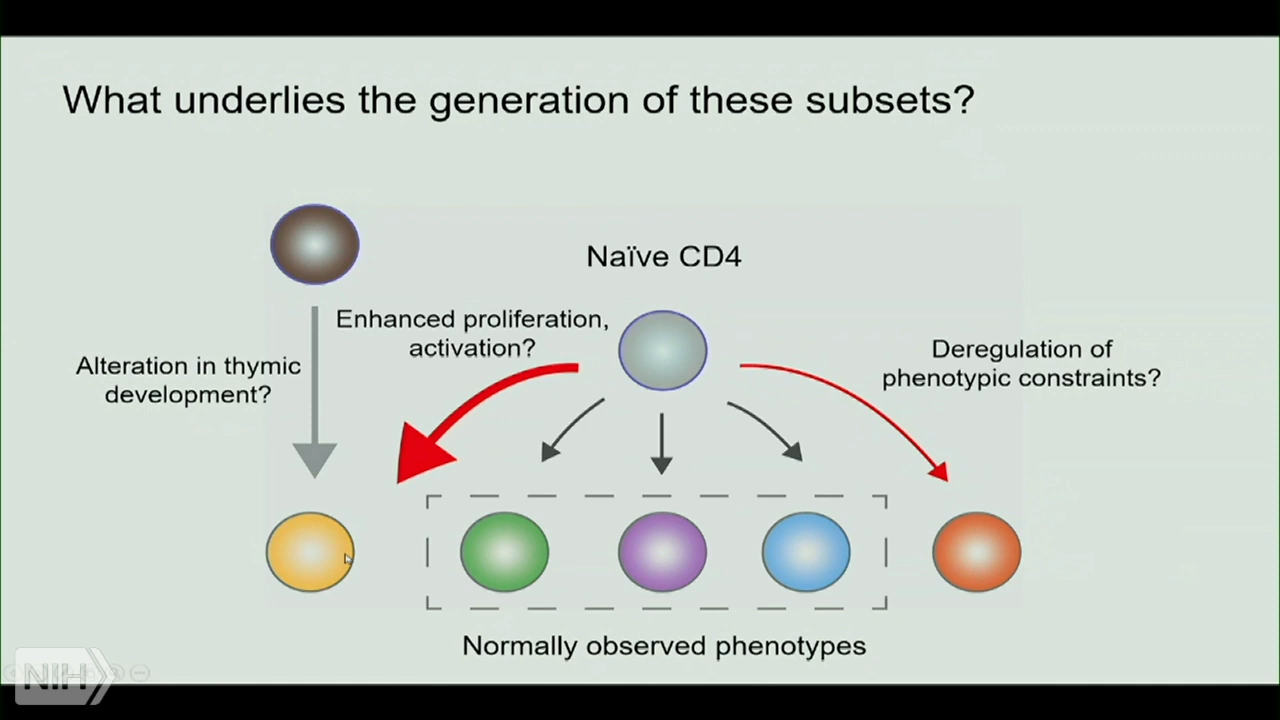 What underlies the generation of these subsets?
Naïve CD4
Enhanced proliferation,
activation?
Alteration in thymic
development?
Deregulation of
phenotypic constraints?
Normally observed phenotypes
NIH